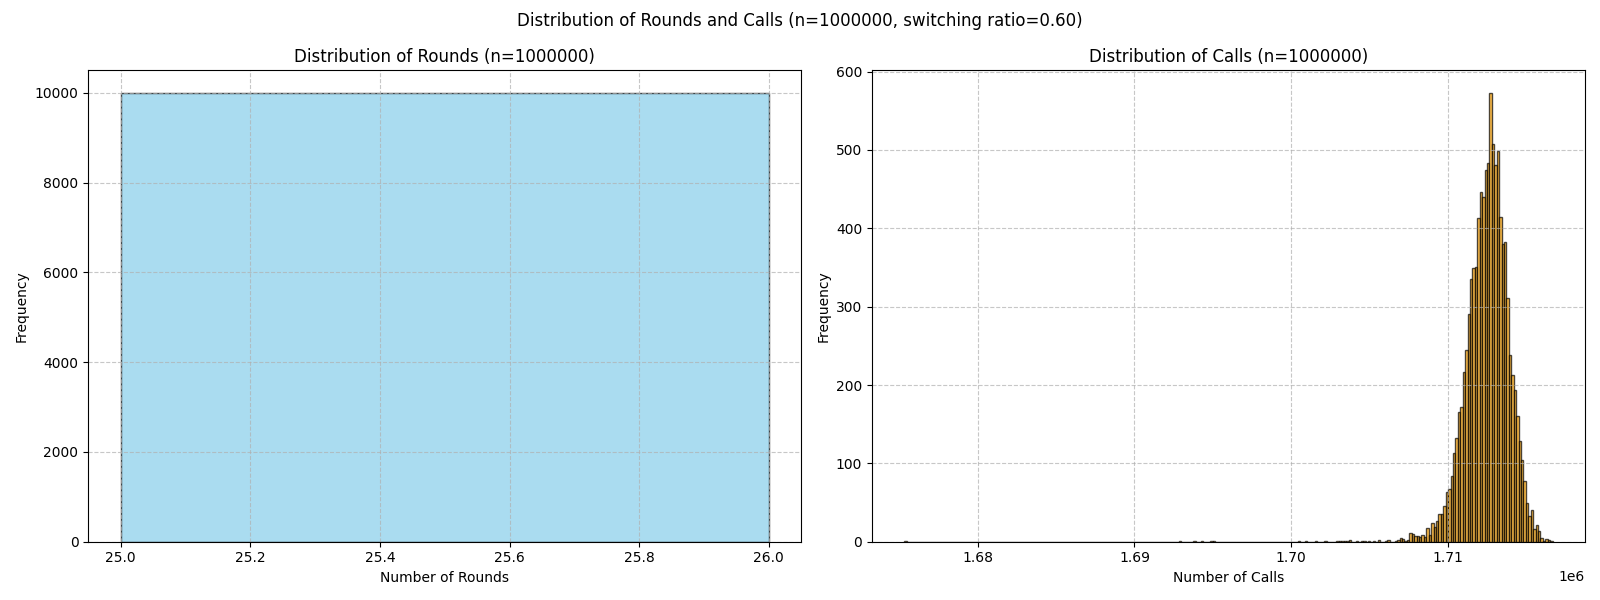 Distribution of Rounds and Calls (n=1000000, switching ratio=0.60)
Distribution of Rounds (n=1000000)
10000
8000
6000
4000
2000
0
Frequency
25.0 25.2 25.4 25.6 25.8 26.0
Number of Rounds
Distribution of Calls (n=1000000)
600
500
400
300
200
100
0
Frequency
1.68 1.69 1.70 1.71
1e6
Number of Calls